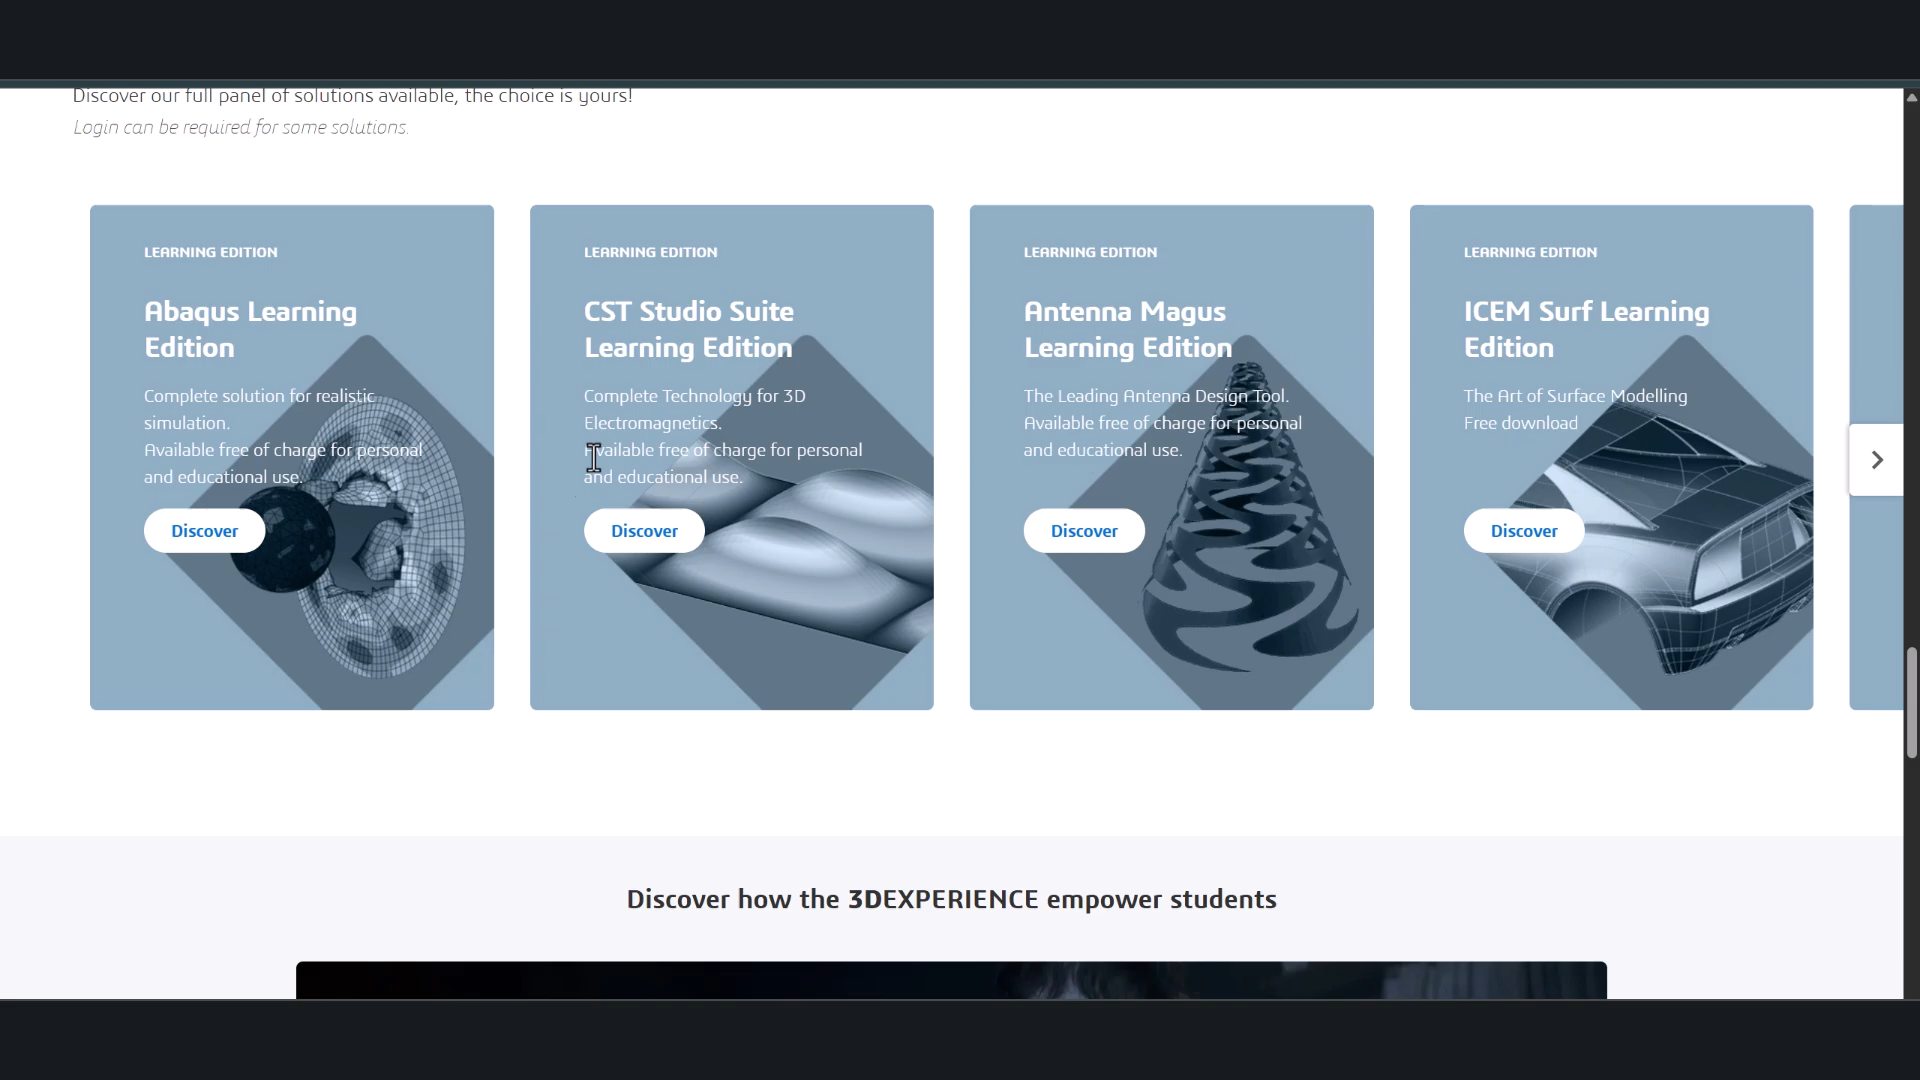 Discover our full panel of solutions available, the choice is yours!
Login can be required for some solutions.
LEARNING EDITION
Abaqus Learning
Edition
Complete solution for realistic
simulation.
Available free of charge for personal
and educational use.
Discover
LEARNING EDITION
CST Studio Suite
Learning Edition
Complete Technology for 3D
Electromagnetics.
Available free of charge for personal
and educational use.
Discover
LEARNING EDITION
Antenna Magus
Learning Edition
The Leading Antenna Design Tool.
Available free of charge for personal
and educational use.
Discover
LEARNING EDITION
ICEM Surf Learning
Edition
The Art of Surface Modelling
Free download
Discover
Discover how the 3DEXPERIENCE empower students